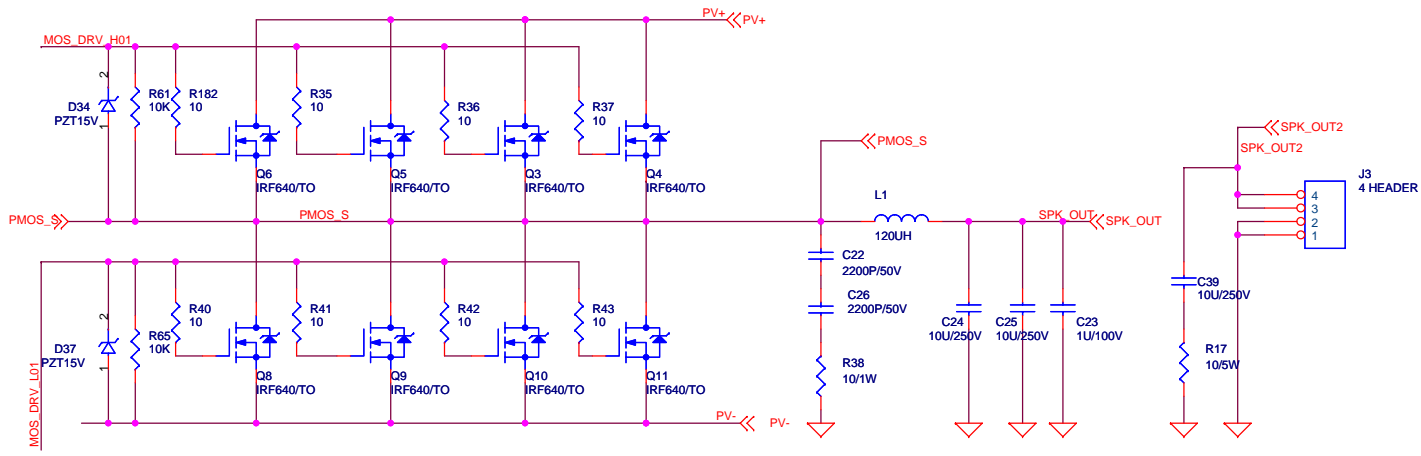 PV+
PV+
MOS_DRV_H01
2
D34
PZT15V
1
R61
10K
R182
10
R35
10
R36
10
R37
10
Q6
IRF640/TO
Q5
IRF640/TO
Q3
IRF640/TO
Q4
IRF640/TO
PMOS_S
PMOS_S
PMOS_S
L1
120UH
SPK_OUT
SPK_OUT
SPK_OUT2
SPK_OUT2
J3
4 HEADER
4
3
2
1
C22
2200P/50V
C26
2200P/50V
R38
10/1W
C24
10U/250V
C25
10U/250V
C23
1U/100V
C39
10U/250V
R17
10/5W
2
D37
PZT15V
1
R65
10K
R40
10
R41
10
R42
10
R43
10
Q8
IRF640/TO
Q9
IRF640/TO
Q10
IRF640/TO
Q11
IRF640/TO
MOS_DRV_L01
PV-
PV-